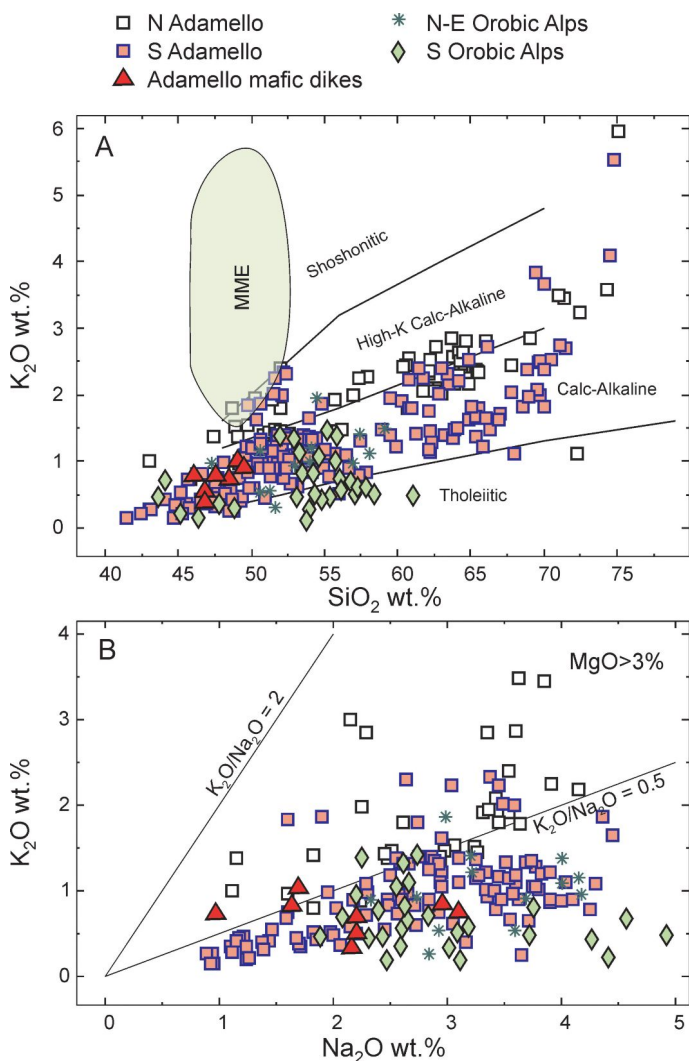 N Adamello
N-E Orobic Alps
S Adamello
S Orobic Alps
Adamello mafic dikes
6
A
5
Shoshonitic
4
MME
High-K Calc-Alkaline
3
Calc-Alkaline
2
1
Tholeiitic
0
K₂O wt.%
40 45 50 55 60 65 70 75
SiO₂ wt.%
4
B
MgO>3%
3
K₂O/Na₂O = 2
2
K₂O/Na₂O = 0.5
1
0
K₂O wt.%
0 1 2 3 4 5
Na₂O wt.%